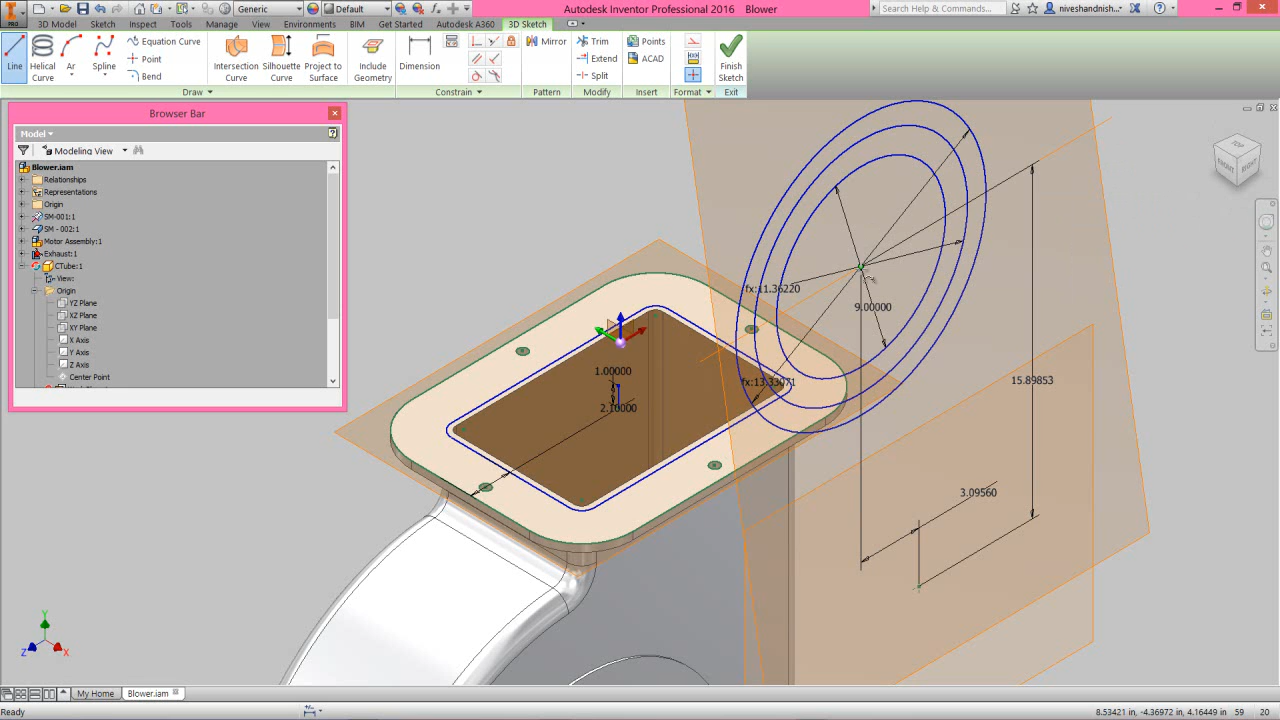 Generic
Default
Autodesk Inventor Professional 2016 Blower
Search Help & Commands...
niveshandnish...
PRO
3D Model Sketch Inspect Tools Manage View Environments BIM Get Started Autodesk A360 3D Sketch
Line
Helical Curve
Arc
Spline
Equation Curve
Point
Bend
Intersection Curve
Silhouette Curve
Project to Surface
Include Geometry
Dimension
Mirror
Trim
Extend
Split
Points
ACAD
Finish Sketch
Draw
Constrain
Pattern
Modify
Insert
Format
Exit
Browser Bar
Model
Modeling View
Blower.iam
Relationships
Representations
Origin
SM-001:1
SM - 002:1
Motor Assembly:1
Exhaust:1
CTube:1
View:
Origin
YZ Plane
XZ Plane
XY Plane
X Axis
Y Axis
Z Axis
Center Point
TOP
FRONT
RIGHT
fx:11.36220
9.00000
1.00000
fx:13.33071
15.89853
2.10000
3.09560
Y
Z
X
My Home
Blower.iam
Ready
8.53421 in, -4.36972 in, 4.16449 in 59 20